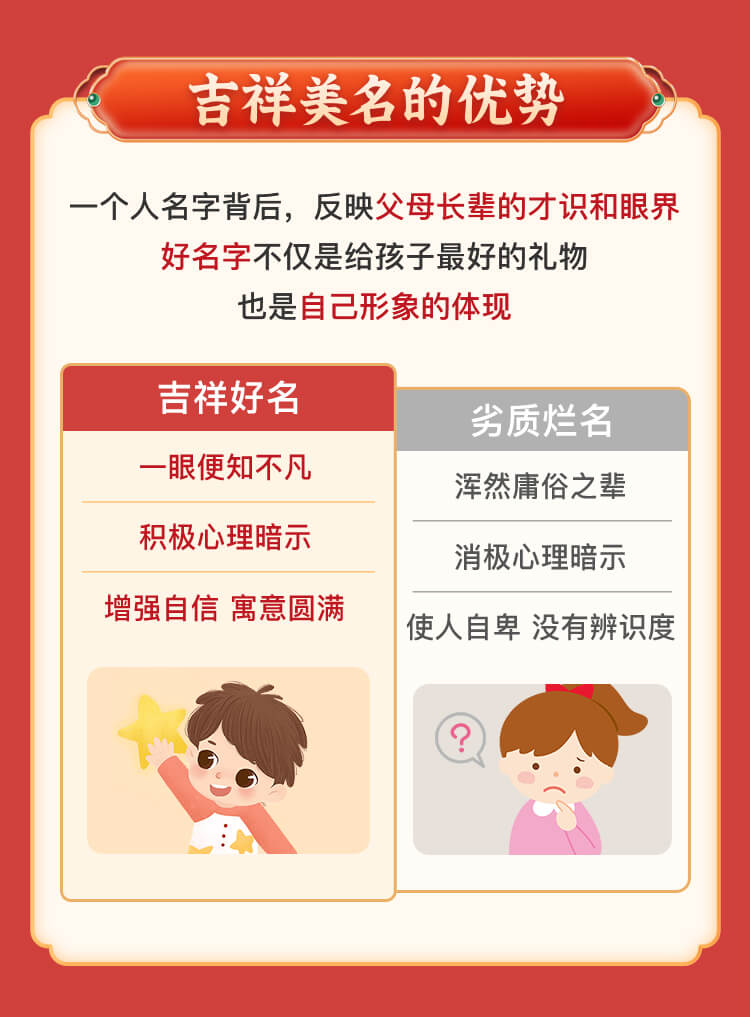 吉祥美名的优势
一个人名字背后，反映父母长辈的才识和眼界
好名字不仅是给孩子最好的礼物
也是自己形象的体现
吉祥好名
一眼便知不凡
积极心理暗示
增强自信 寓意圆满
劣质烂名
浑然庸俗之辈
消极心理暗示
使人自卑 没有辨识度
?